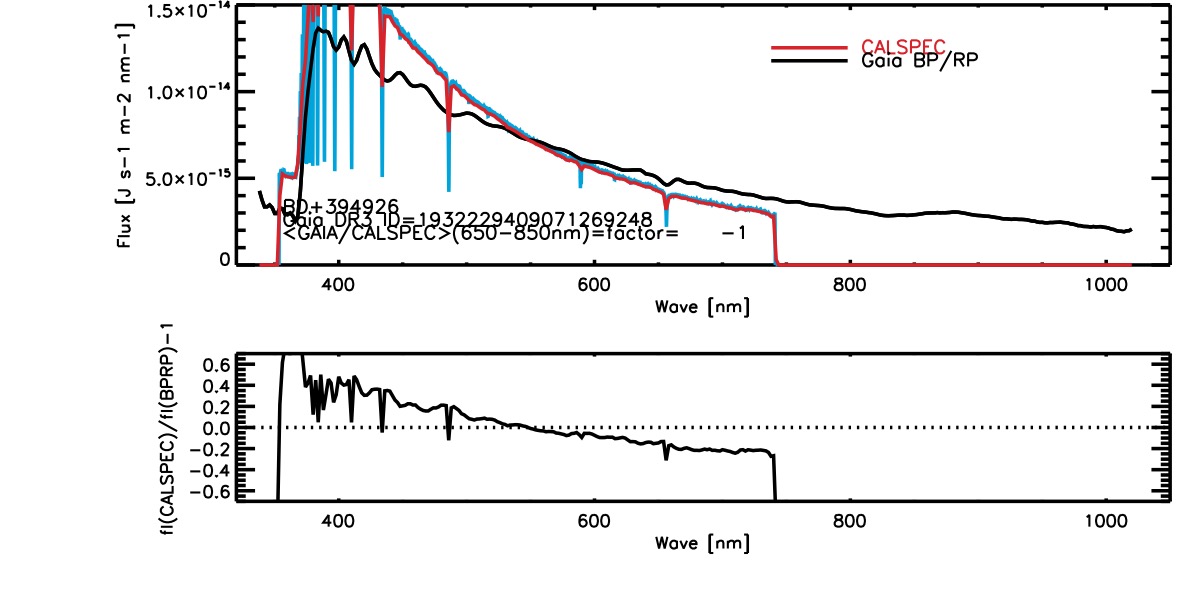 1.5×10−14
CALSPEC
Gaia BP/RP
1.0×10−14
5.0×10−15
BD+394926
Gaia DR3 ID=1932229409071269248
<GAIA/CALSPEC>(650−850nm)=factor= −1
0
Flux [J s−1 m−2 nm−1]
400 600 800 1000
Wave [nm]
0.6
0.4
0.2
0.0
−0.2
−0.4
−0.6
fl(CALSPEC)/fl(BPRP)−1
400 600 800 1000
Wave [nm]